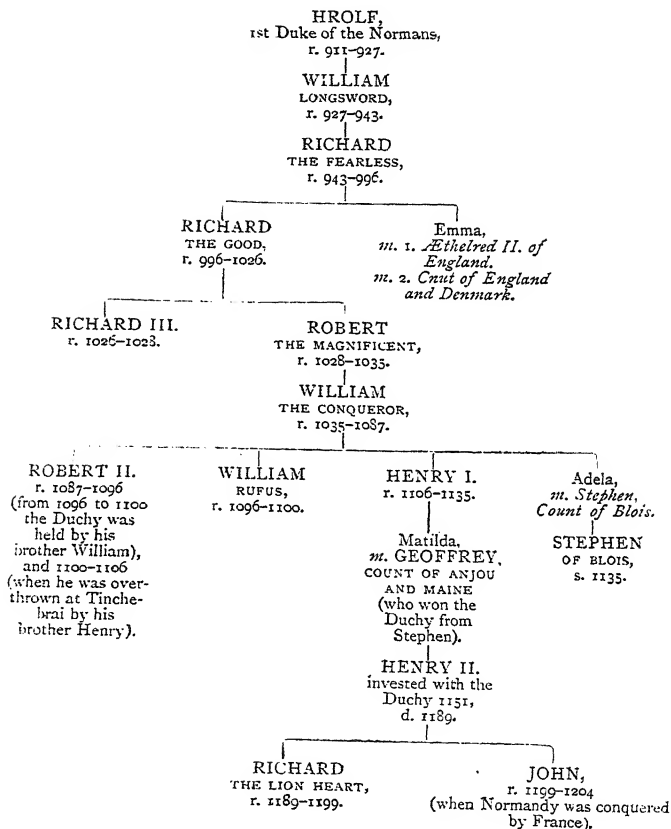 HROLF,
1st Duke of the Normans,
r. 911–927.
WILLIAM
LONGSWORD,
r. 927–943.
RICHARD
THE FEARLESS,
r. 943–996.
RICHARD
THE GOOD,
r. 996–1026.
Emma,
m. 1. Æthelred II. of
England.
m. 2. Cnut of England
and Denmark.
RICHARD III.
r. 1026–1028.
ROBERT
THE MAGNIFICENT,
r. 1028–1035.
WILLIAM
THE CONQUEROR,
r. 1035–1087.
ROBERT II.
r. 1087–1096
(from 1096 to 1100
the Duchy was
held by his
brother William),
and 1100–1106
(when he was over-
thrown at Tinche-
brai by his
brother Henry).
WILLIAM
RUFUS,
r. 1096–1100.
HENRY I.
r. 1106–1135.
Adela,
m. Stephen,
Count of Blois.
Matilda,
m. GEOFFREY,
COUNT OF ANJOU
AND MAINE
(who won the
Duchy from
Stephen).
STEPHEN
OF BLOIS,
s. 1135.
HENRY II.
invested with the
Duchy 1151,
d. 1189.
RICHARD
THE LION HEART,
r. 1189–1199.
JOHN,
r. 1199–1204
(when Normandy was conquered
by France).